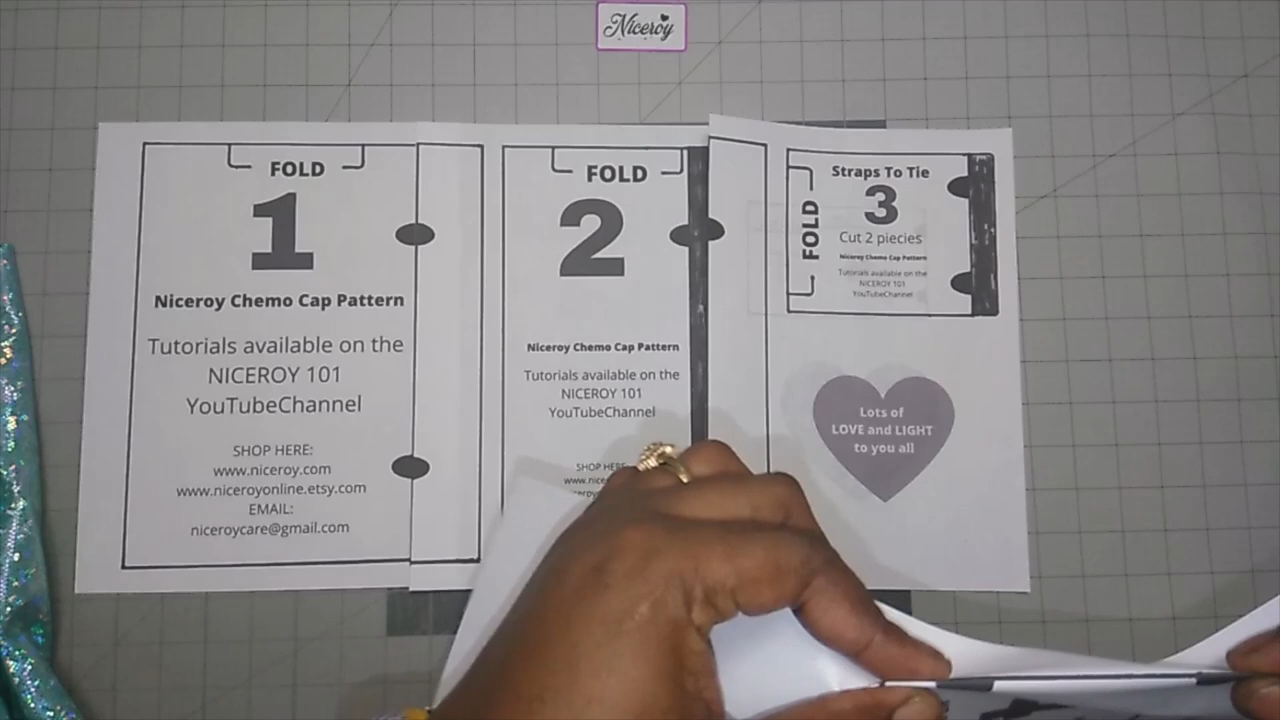 Niceroy
FOLD
1
Niceroy Chemo Cap Pattern
Tutorials available on the
NICEROY 101
YouTubeChannel
SHOP HERE:
www.niceroy.com
www.niceroyonline.etsy.com
EMAIL:
niceroycare@gmail.com
FOLD
2
Niceroy Chemo Cap Pattern
Tutorials available on the
NICEROY 101
YouTubeChannel
SHOP HERE
FOLD
Straps To Tie
3
Cut 2 piecies
Niceroy Chemo Cap Pattern
Tutorials available on the
NICEROY 101
YouTubeChannel
Lots of
LOVE and LIGHT
to you all